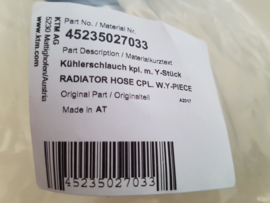 Part No. / Material Nr.
45235027033
Part Description / Materialkurztext
Kühlerschlauch kpl. m. Y-Stück
RADIATOR HOSE CPL. W.Y-PIECE
Original Part / Originalteil
Made in AT
KTM AG
5230 Mattighofen/Austria
www.ktm.com
45235027033